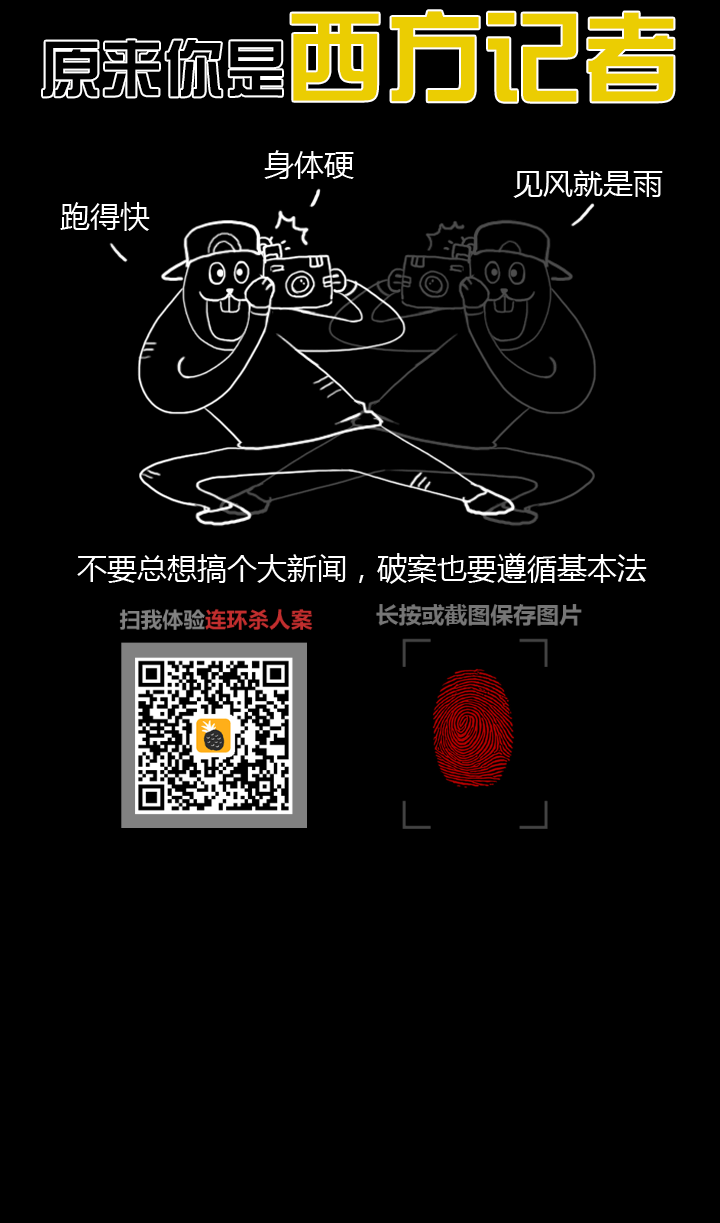 原来你是西方记者
身体硬
见风就是雨
跑得快
不要总想搞个大新闻，破案也要遵循基本法
扫我体验连环杀人案
长按或截图保存图片